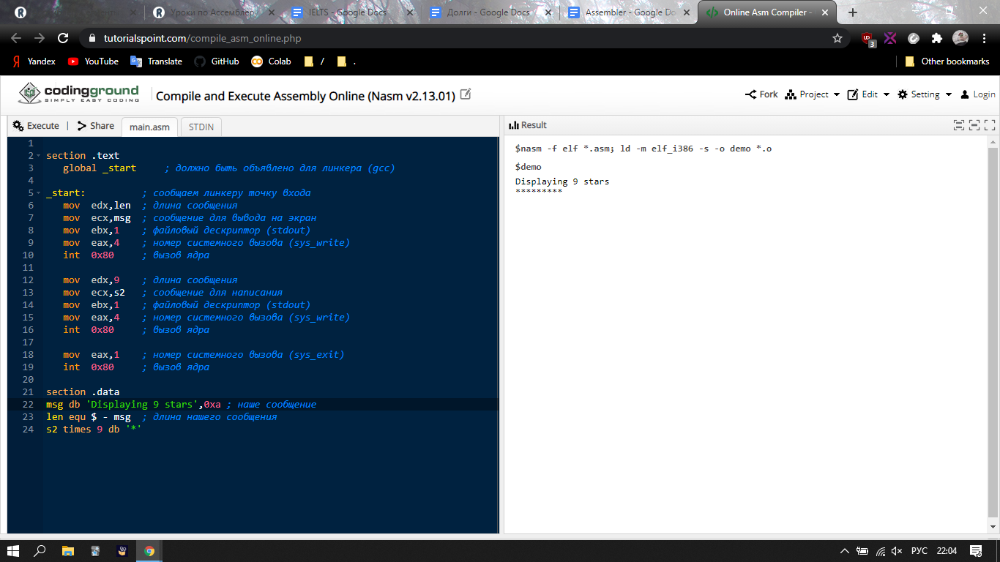 Уроки по Ассемблер
IELTS - Google Docs
Долги - Google Docs
Assembler - Google Do
Online Asm Compiler -
tutorialspoint.com/compile_asm_online.php
3
Yandex YouTube Translate GitHub Colab / . Other bookmarks
codingground
SIMPLY EASY CODING
Compile and Execute Assembly Online (Nasm v2.13.01)
Fork Project Edit Setting Login
Execute | Share main.asm STDIN
Result
1
2 section .text
3 global _start ; должно быть объявлено для линкера (gcc)
4
5 _start: ; сообщаем линкеру точку входа
6 mov edx,len ; длина сообщения
7 mov ecx,msg ; сообщение для вывода на экран
8 mov ebx,1 ; файловый дескриптор (stdout)
9 mov eax,4 ; номер системного вызова (sys_write)
10 int 0x80 ; вызов ядра
11
12 mov edx,9 ; длина сообщения
13 mov ecx,s2 ; сообщение для написания
14 mov ebx,1 ; файловый дескриптор (stdout)
15 mov eax,4 ; номер системного вызова (sys_write)
16 int 0x80 ; вызов ядра
17
18 mov eax,1 ; номер системного вызова (sys_exit)
19 int 0x80 ; вызов ядра
20
21 section .data
22 msg db 'Displaying 9 stars',0xa ; наше сообщение
23 len equ $ - msg ; длина нашего сообщения
24 s2 times 9 db '*'
$nasm -f elf *.asm; ld -m elf_i386 -s -o demo *.o
$demo
Displaying 9 stars
*********
РУС 22:04